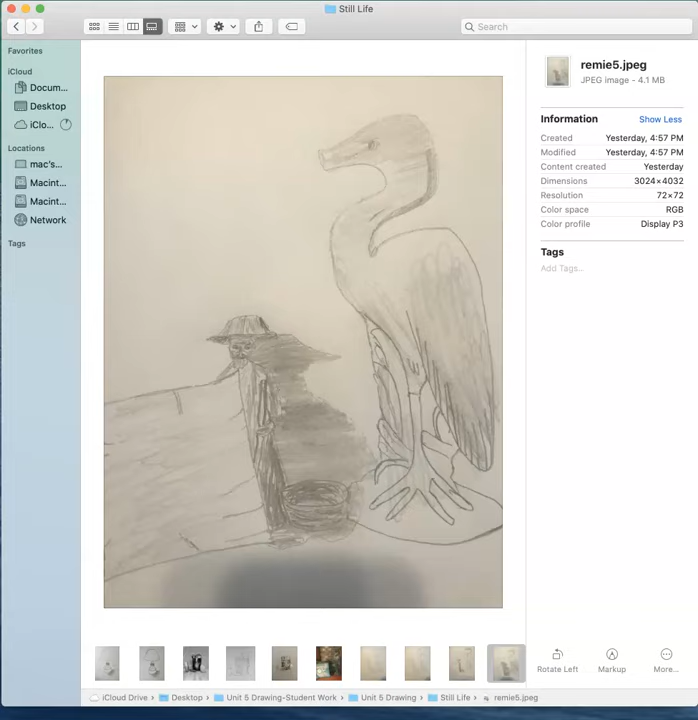 Still Life
Search
Favorites
iCloud
Docum...
Desktop
iClo...
Locations
mac's...
Macint...
Macint...
Network
Tags
remie5.jpeg
JPEG image - 4.1 MB
Information
Show Less
Created Yesterday, 4:57 PM
Modified Yesterday, 4:57 PM
Content created Yesterday
Dimensions 3024×4032
Resolution 72×72
Color space RGB
Color profile Display P3
Tags
Add Tags...
Rotate Left
Markup
More...
iCloud Drive › Desktop › Unit 5 Drawing-Student Work › Unit 5 Drawing › Still Life › remie5.jpeg